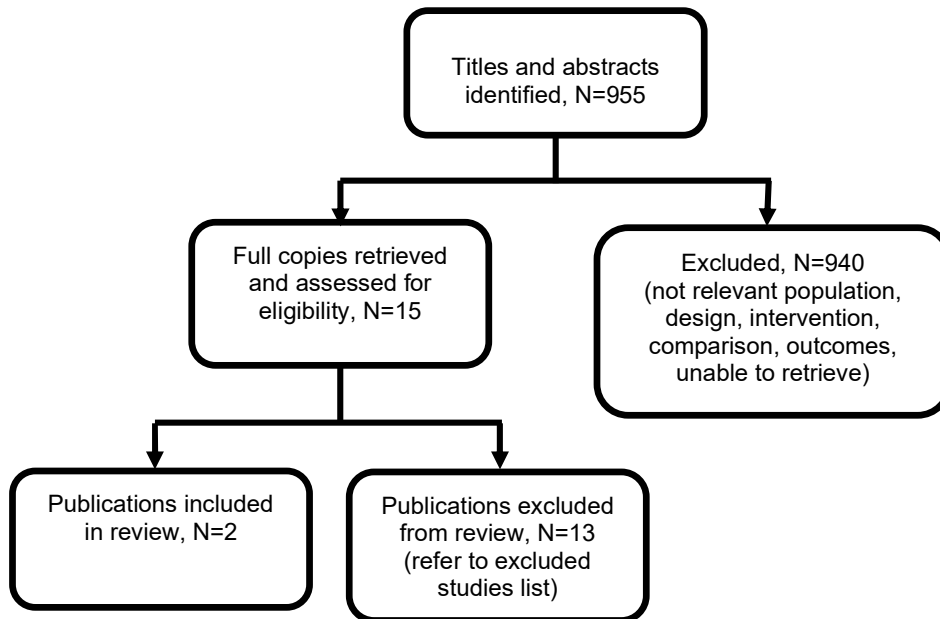 Titles and abstracts
identified, N=955
Full copies retrieved
and assessed for
eligibility, N=15
Excluded, N=940
(not relevant population,
design, intervention,
comparison, outcomes,
unable to retrieve)
Publications included
in review, N=2
Publications excluded
from review, N=13
(refer to excluded
studies list)